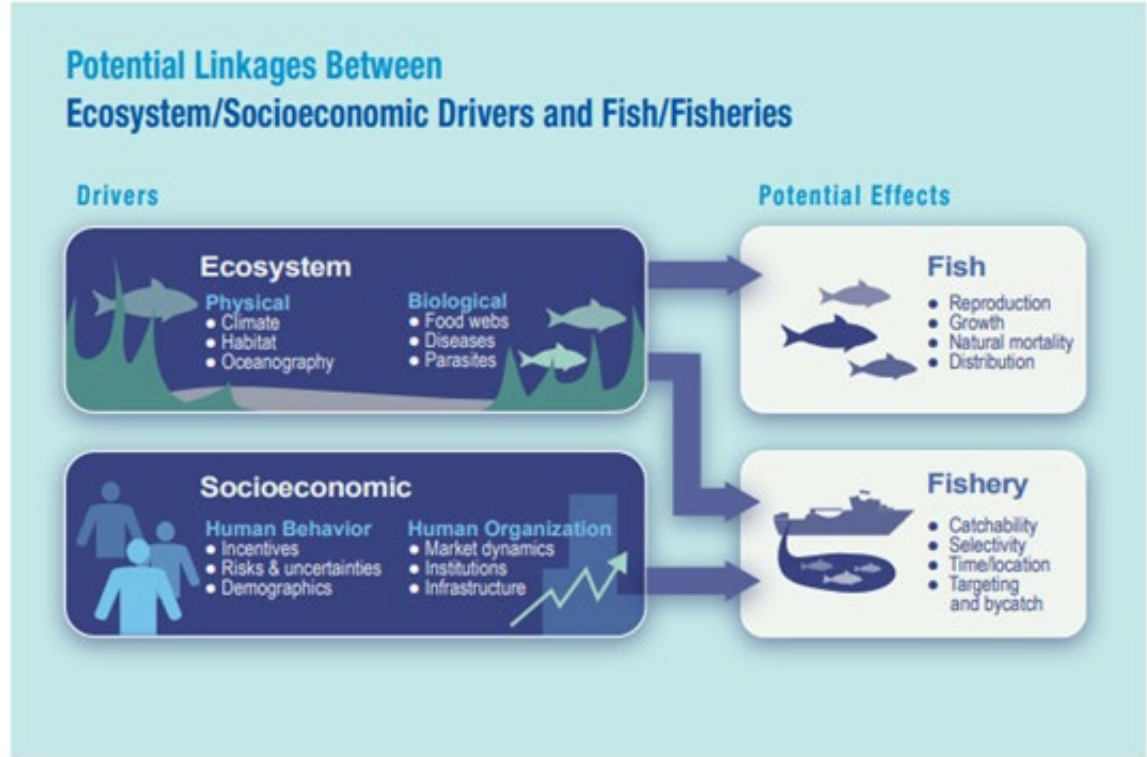 Potential Linkages Between
Ecosystem/Socioeconomic Drivers and Fish/Fisheries
Drivers
Potential Effects
Ecosystem
Physical
● Climate
● Habitat
● Oceanography
Biological
● Food webs
● Diseases
● Parasites
Fish
● Reproduction
● Growth
● Natural mortality
● Distribution
Socioeconomic
Human Behavior
● Incentives
● Risks & uncertainties
● Demographics
Human Organization
● Market dynamics
● Institutions
● Infrastructure
Fishery
● Catchability
● Selectivity
● Time/location
● Targeting
and bycatch